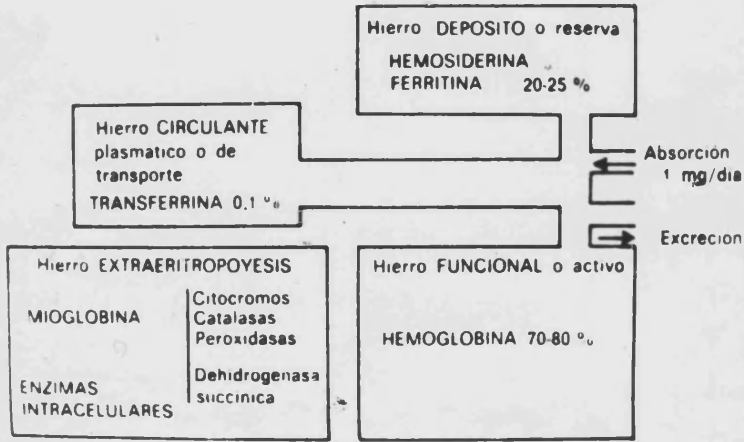 Hierro DEPOSITO o reserva
HEMOSIDERINA
FERRITINA 20-25 %
Hierro CIRCULANTE
plasmatico o de
transporte
TRANSFERRINA 0.1 %
Absorción
1 mg/dia
Excrecion
Hierro EXTRAERITROPOYESIS
MIOGLOBINA
Citocromos
Catalasas
Peroxidasas
ENZIMAS
INTRACELULARES
Dehidrogenasa
succinica
Hierro FUNCIONAL o activo
HEMOGLOBINA 70-80 %